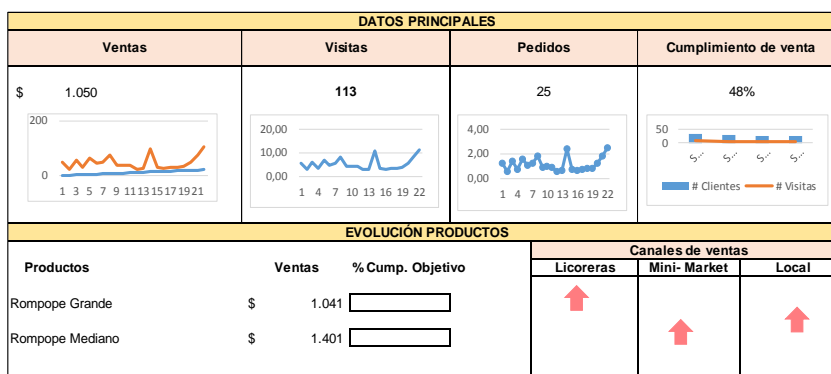 DATOS PRINCIPALES
Ventas Visitas Pedidos Cumplimiento de venta
$ 1.050 113 25 48%
200
0
1 3 5 7 9 11 13 15 17 19 21
20,00
10,00
0,00
1 4 7 10 13 16 19 22
4,00
2,00
0,00
1 4 7 10 13 16 19 22
50
0
S... S... S... S...
# Clientes # Visitas
EVOLUCIÓN PRODUCTOS
Canales de ventas
Productos Ventas % Cump. Objetivo Licoreras Mini- Market Local
Rompope Grande $ 1.041
Rompope Mediano $ 1.401